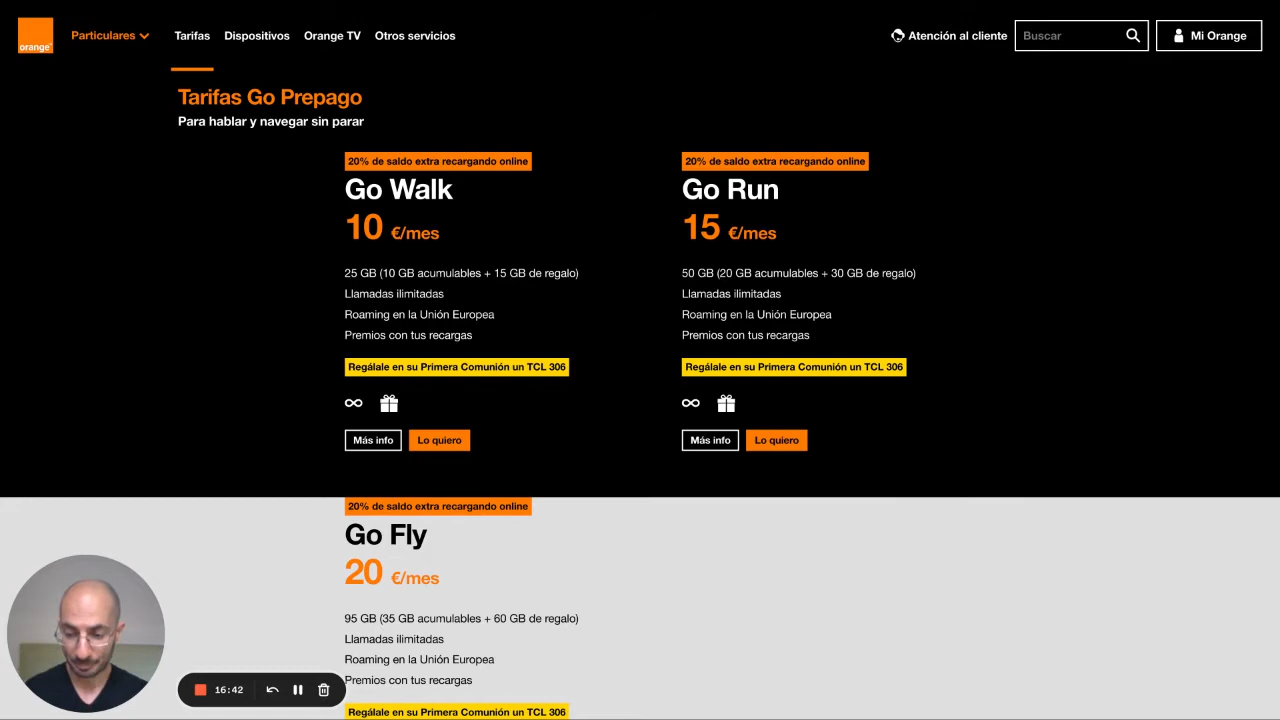 orange™
Particulares
Tarifas
Dispositivos
Orange TV
Otros servicios
Atención al cliente
Buscar
Mi Orange
Tarifas Go Prepago
Para hablar y navegar sin parar
20% de saldo extra recargando online
Go Walk
10 €/mes
25 GB (10 GB acumulables + 15 GB de regalo)
Llamadas ilimitadas
Roaming en la Unión Europea
Premios con tus recargas
Regálale en su Primera Comunión un TCL 306
Más info
Lo quiero
20% de saldo extra recargando online
Go Run
15 €/mes
50 GB (20 GB acumulables + 30 GB de regalo)
Llamadas ilimitadas
Roaming en la Unión Europea
Premios con tus recargas
Regálale en su Primera Comunión un TCL 306
Más info
Lo quiero
20% de saldo extra recargando online
Go Fly
20 €/mes
95 GB (35 GB acumulables + 60 GB de regalo)
Llamadas ilimitadas
Roaming en la Unión Europea
Premios con tus recargas
Regálale en su Primera Comunión un TCL 306
16:42